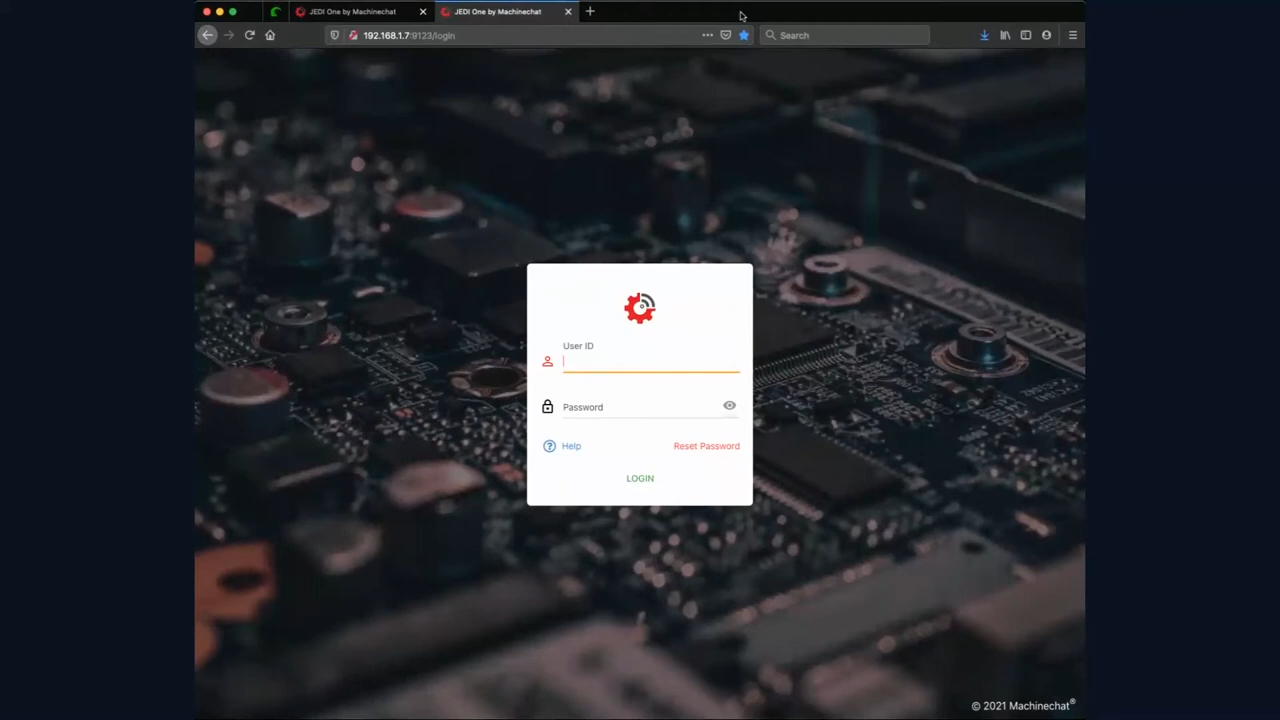 JEDI One by Machinechat
JEDI One by Machinechat
192.168.1.7:9123/login
Search
User ID
Password
Help
Reset Password
LOGIN
© 2021 Machinechat®